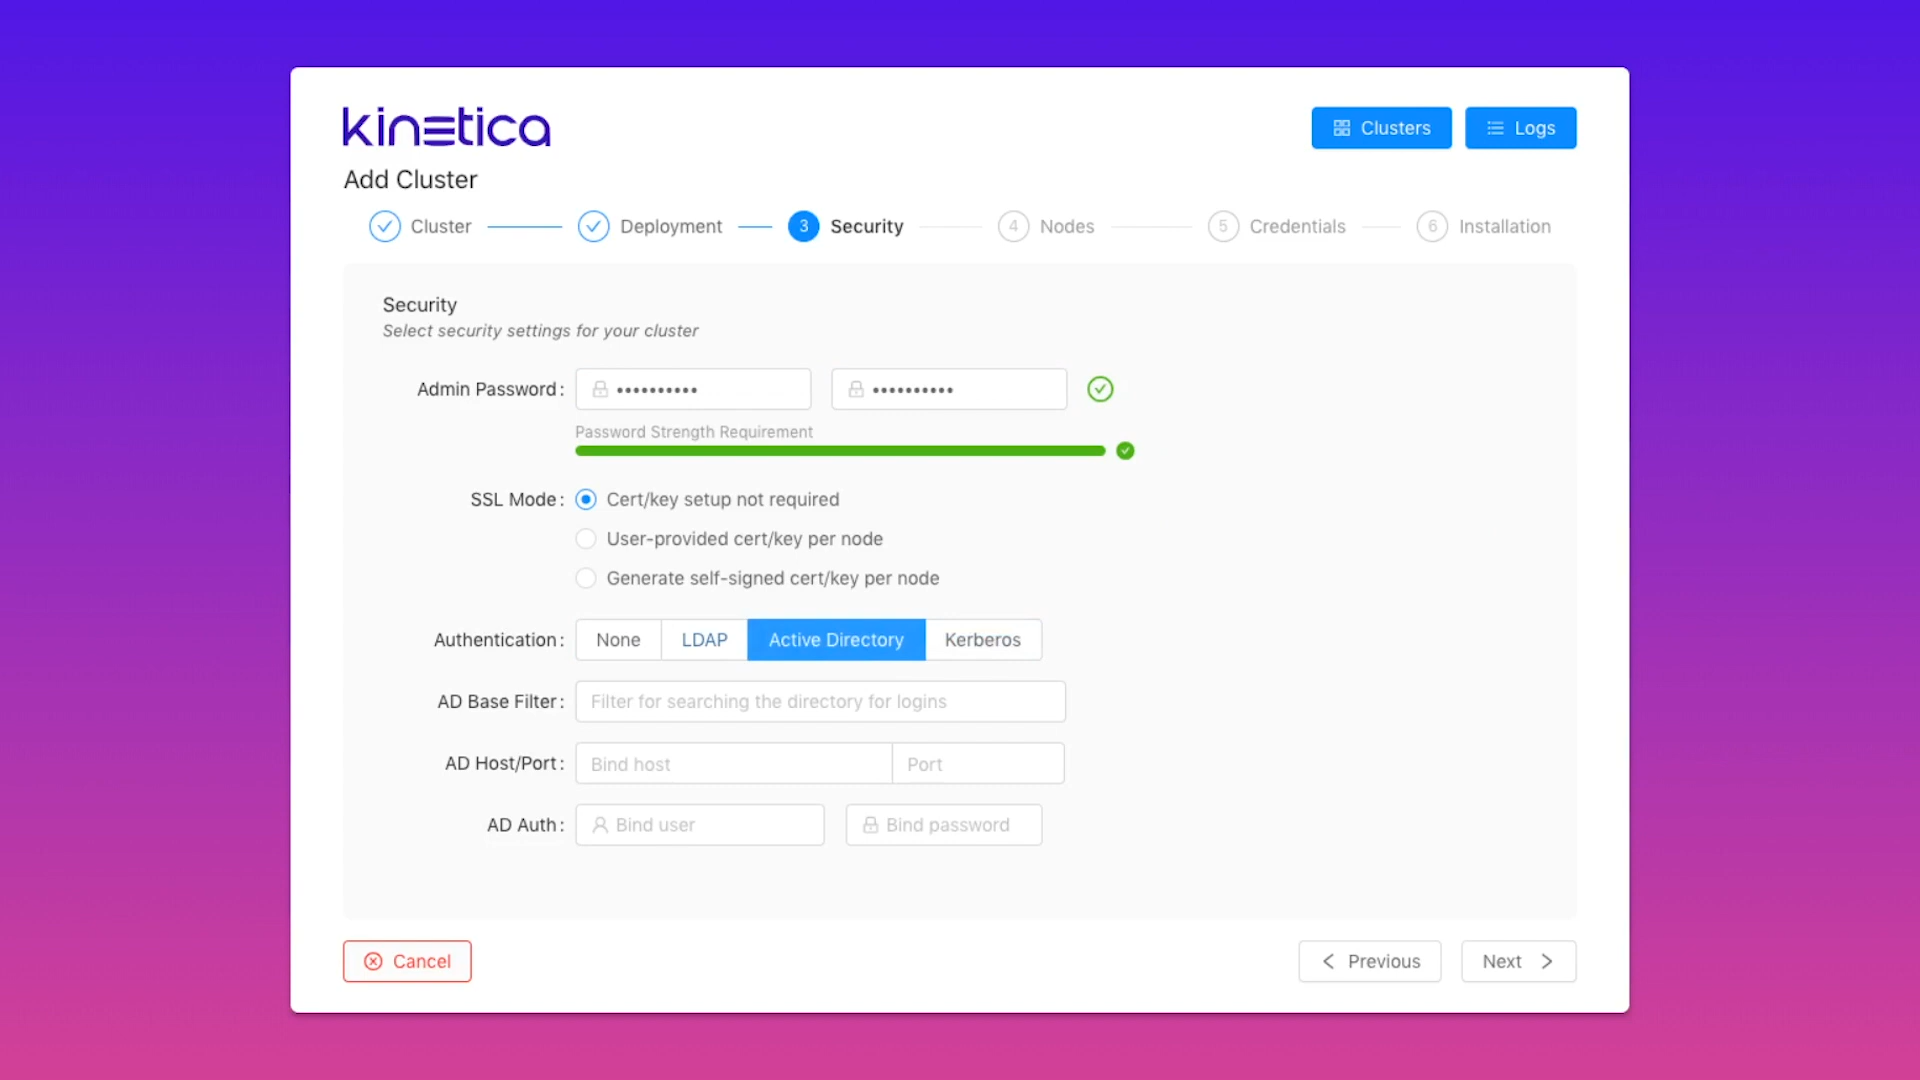 kinetica
Clusters
Logs
Add Cluster
Cluster
Deployment
3 Security
4 Nodes
5 Credentials
6 Installation
Security
Select security settings for your cluster
Admin Password: •••••••••• ••••••••••
Password Strength Requirement
SSL Mode: Cert/key setup not required
User-provided cert/key per node
Generate self-signed cert/key per node
Authentication: None LDAP Active Directory Kerberos
AD Base Filter: Filter for searching the directory for logins
AD Host/Port: Bind host Port
AD Auth: Bind user Bind password
Cancel
Previous
Next